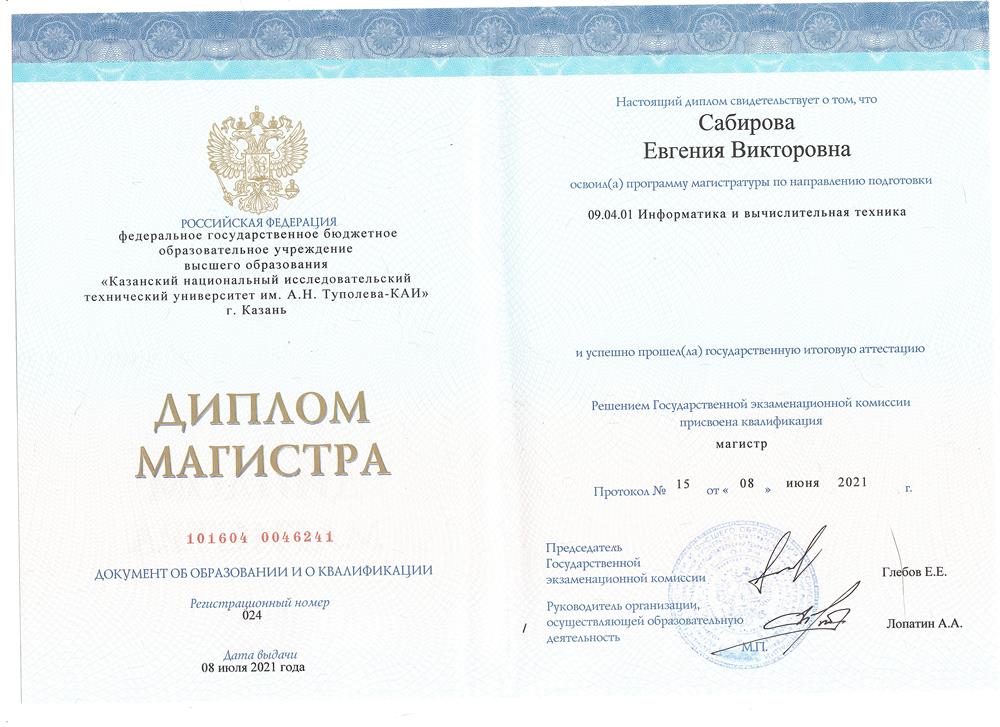 РОССИЙСКАЯ ФЕДЕРАЦИЯ
федеральное государственное бюджетное
образовательное учреждение
высшего образования
«Казанский национальный исследовательский
технический университет им. А.Н. Туполева-КАИ»
г. Казань
ДИПЛОМ
МАГИСТРА
101604 0046241
ДОКУМЕНТ ОБ ОБРАЗОВАНИИ И О КВАЛИФИКАЦИИ
Регистрационный номер
024
Дата выдачи
08 июля 2021 года
Настоящий диплом свидетельствует о том, что
Сабирова
Евгения Викторовна
освоил(а) программу магистратуры по направлению подготовки
09.04.01 Информатика и вычислительная техника
и успешно прошел(ла) государственную итоговую аттестацию
Решением Государственной экзаменационной комиссии
присвоена квалификация
магистр
Протокол № 15 от « 08 » июня 2021 г.
Председатель
Государственной
экзаменационной комиссии
Глебов Е.Е.
Руководитель организации,
осуществляющей образовательную
деятельность
Лопатин А.А.
М.П.